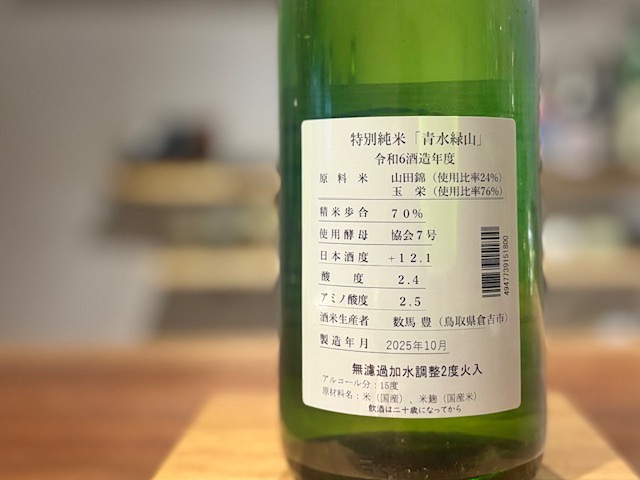 特別純米「青水緑山」
令和6酒造年度
原料米 山田錦（使用比率24%）
玉 栄（使用比率76%）
精米歩合 70%
使用酵母 協会7号
日本酒度 +12.1
酸度 2.4
アミノ酸度 2.5
酒米生産者 数馬 豊（鳥取県倉吉市）
製造年月 2025年10月
無濾過加水調整2度火入
アルコール分：15度
原材料名：米（国産）、米麹（国産米）
飲酒は二十歳になってから
4947739151800